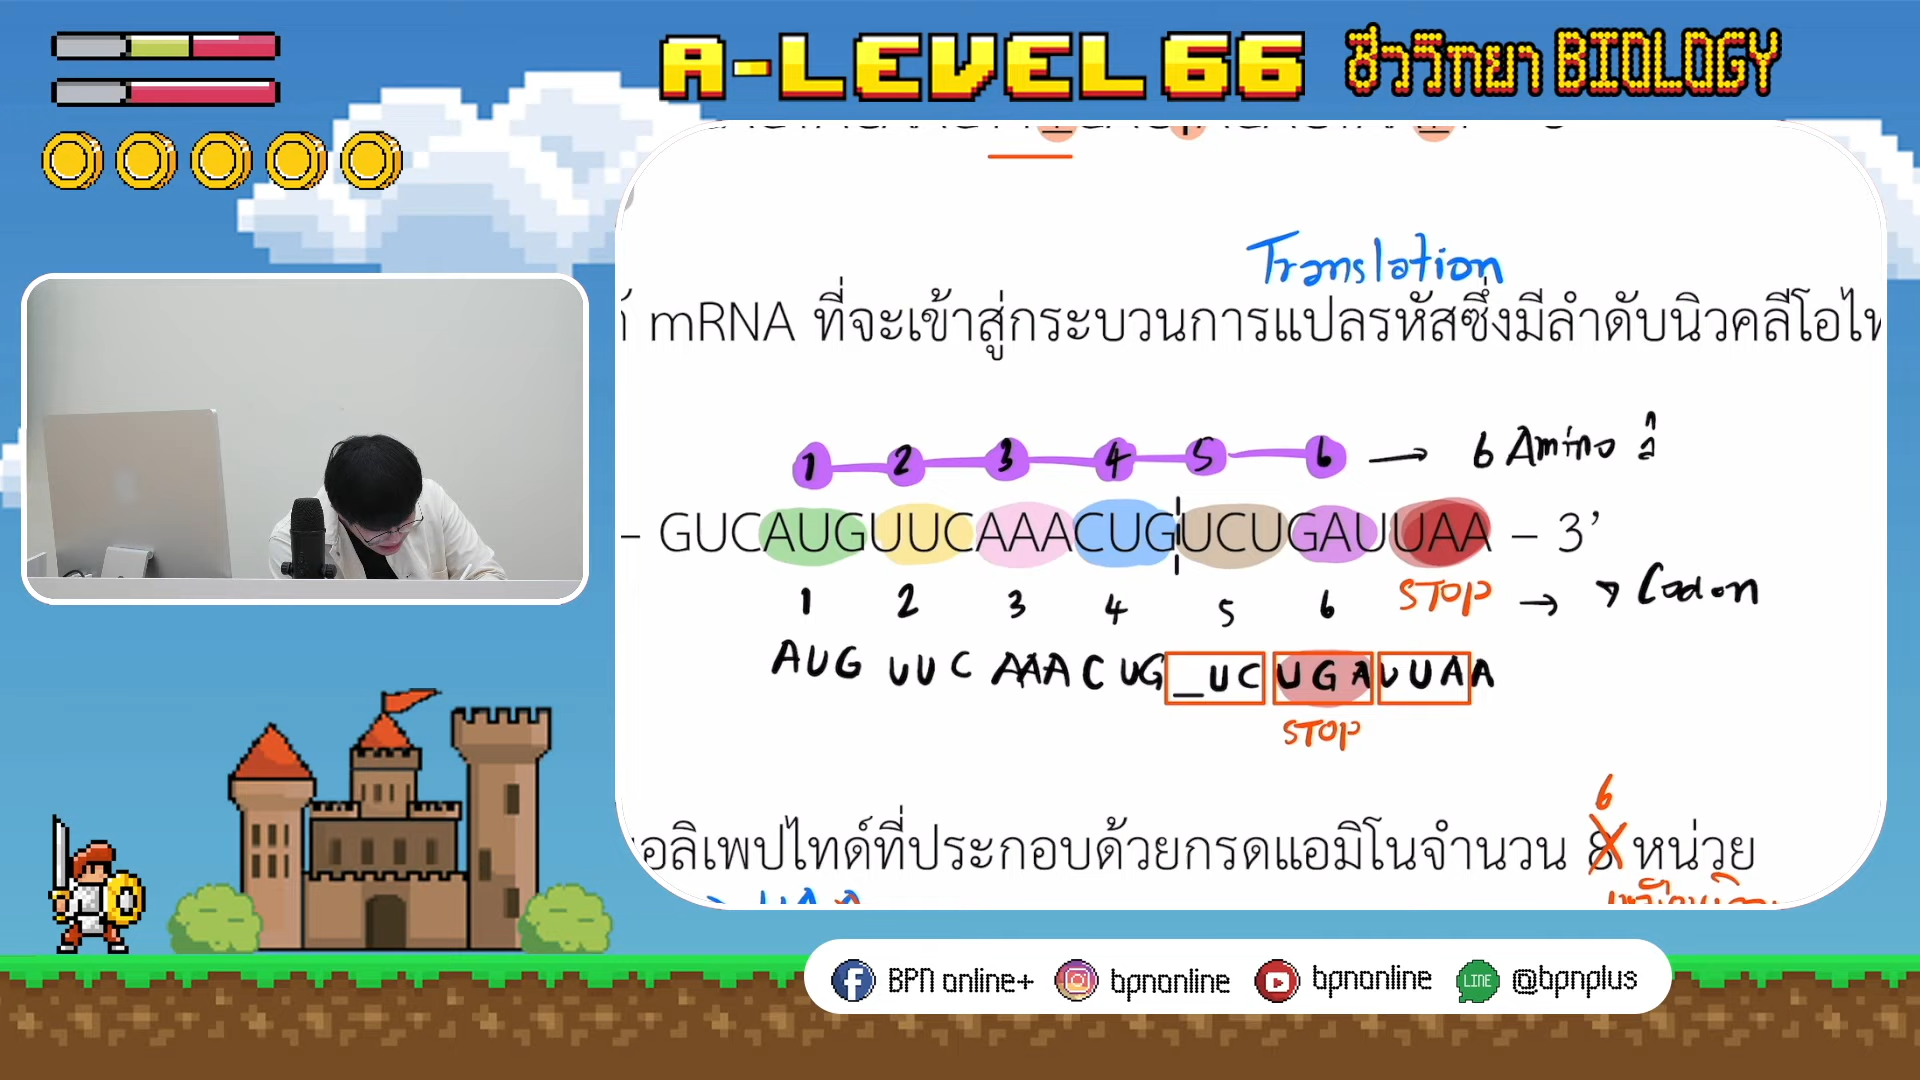 A-LEVEL 66 ชีววิทยา BIOLOGY
Translation
mRNA ที่จะเข้าสู่กระบวนการแปลรหัสซึ่งมีลำดับนิวคลีโอไท
1 2 3 4 5 6 → 6 Amino
– GUCAUGUUCAAACUGUCUGAUUAA – 3’
1 2 3 4 5 6 STOP → 7 Codon
AUG UUC AAA CUG _UC UGA UUA A
STOP
6
อลิเพปไทด์ที่ประกอบด้วยกรดแอมิโนจำนวน 8 หน่วย
BPN online+ bpnonline bpnonline LINE @bpnplus